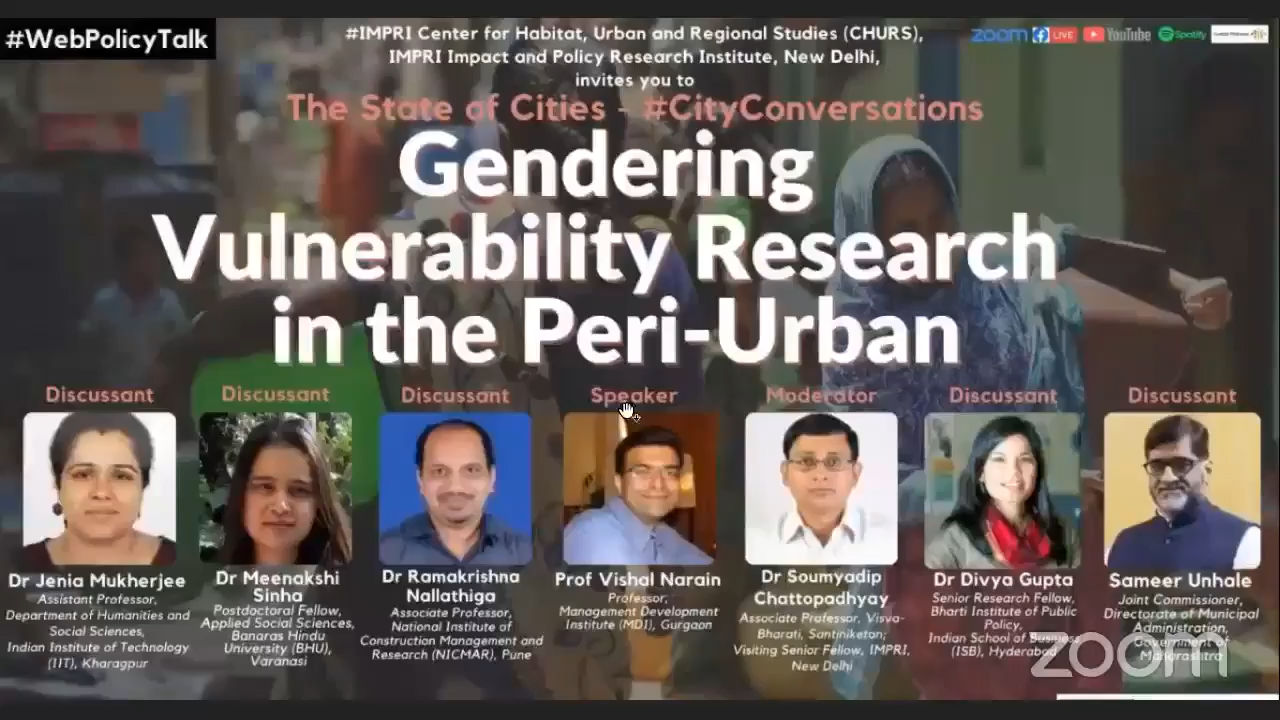 #WebPolicyTalk
#IMPRI Center for Habitat, Urban and Regional Studies (CHURS),
IMPRI Impact and Policy Research Institute, New Delhi,
invites you to
zoom
LIVE
YouTube
Spotify
The State of Cities - #CityConversations
Gendering
Vulnerability Research
in the Peri-Urban
Discussant
Dr Jenia Mukherjee
Assistant Professor,
Department of Humanities and
Social Sciences,
Indian Institute of Technology
(IIT), Kharagpur
Discussant
Dr Meenakshi
Sinha
Postdoctoral Fellow,
Applied Social Sciences,
Banaras Hindu
University (BHU),
Varanasi
Discussant
Dr Ramakrishna
Nallathiga
Associate Professor,
National Institute of
Construction Management and
Research (NICMAR), Pune
Speaker
Prof Vishal Narain
Professor,
Management Development
Institute (MDI), Gurgaon
Moderator
Dr Soumyadip
Chattopadhyay
Associate Professor, Visva-
Bharati, Santiniketan;
Visiting Senior Fellow, IMPRI,
New Delhi
Discussant
Dr Divya Gupta
Senior Research Fellow,
Bharti Institute of Public
Policy,
Indian School of Business
(ISB), Hyderabad
Discussant
Sameer Unhale
Joint Commissioner,
Directorate of Municipal
Administration,
Government of
Maharashtra
zoom